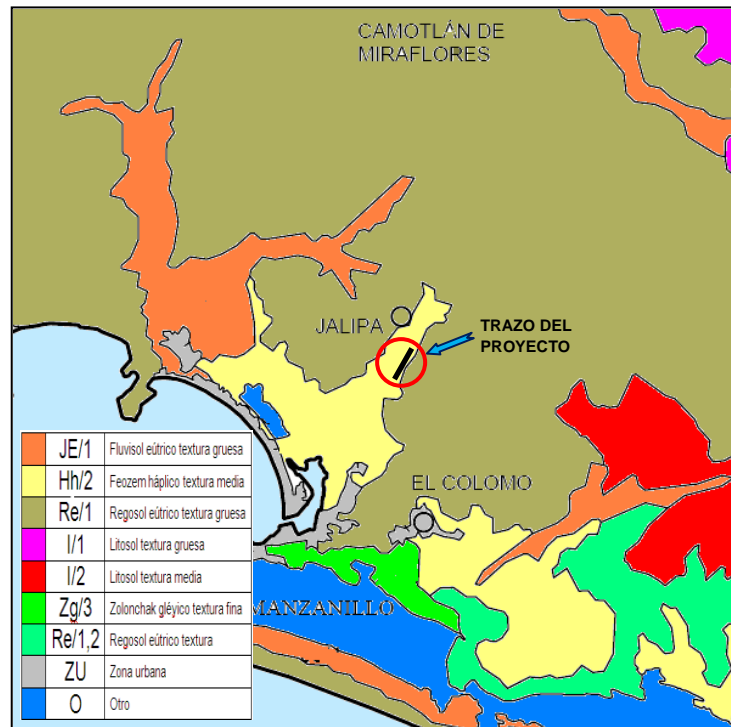 CAMOTLÁN DE
MIRAFLORES
JALIPA
TRAZO DEL
PROYECTO
EL COLOMO
MANZANILLO
JE/1 Fluvisol eútrico textura gruesa
Hh/2 Feozem háplico textura media
Re/1 Regosol eútrico textura gruesa
I/1 Litosol textura gruesa
I/2 Litosol textura media
Zg/3 Zolonchak gléyico textura fina
Re/1,2 Regosol eútrico textura
ZU Zona urbana
O Otro